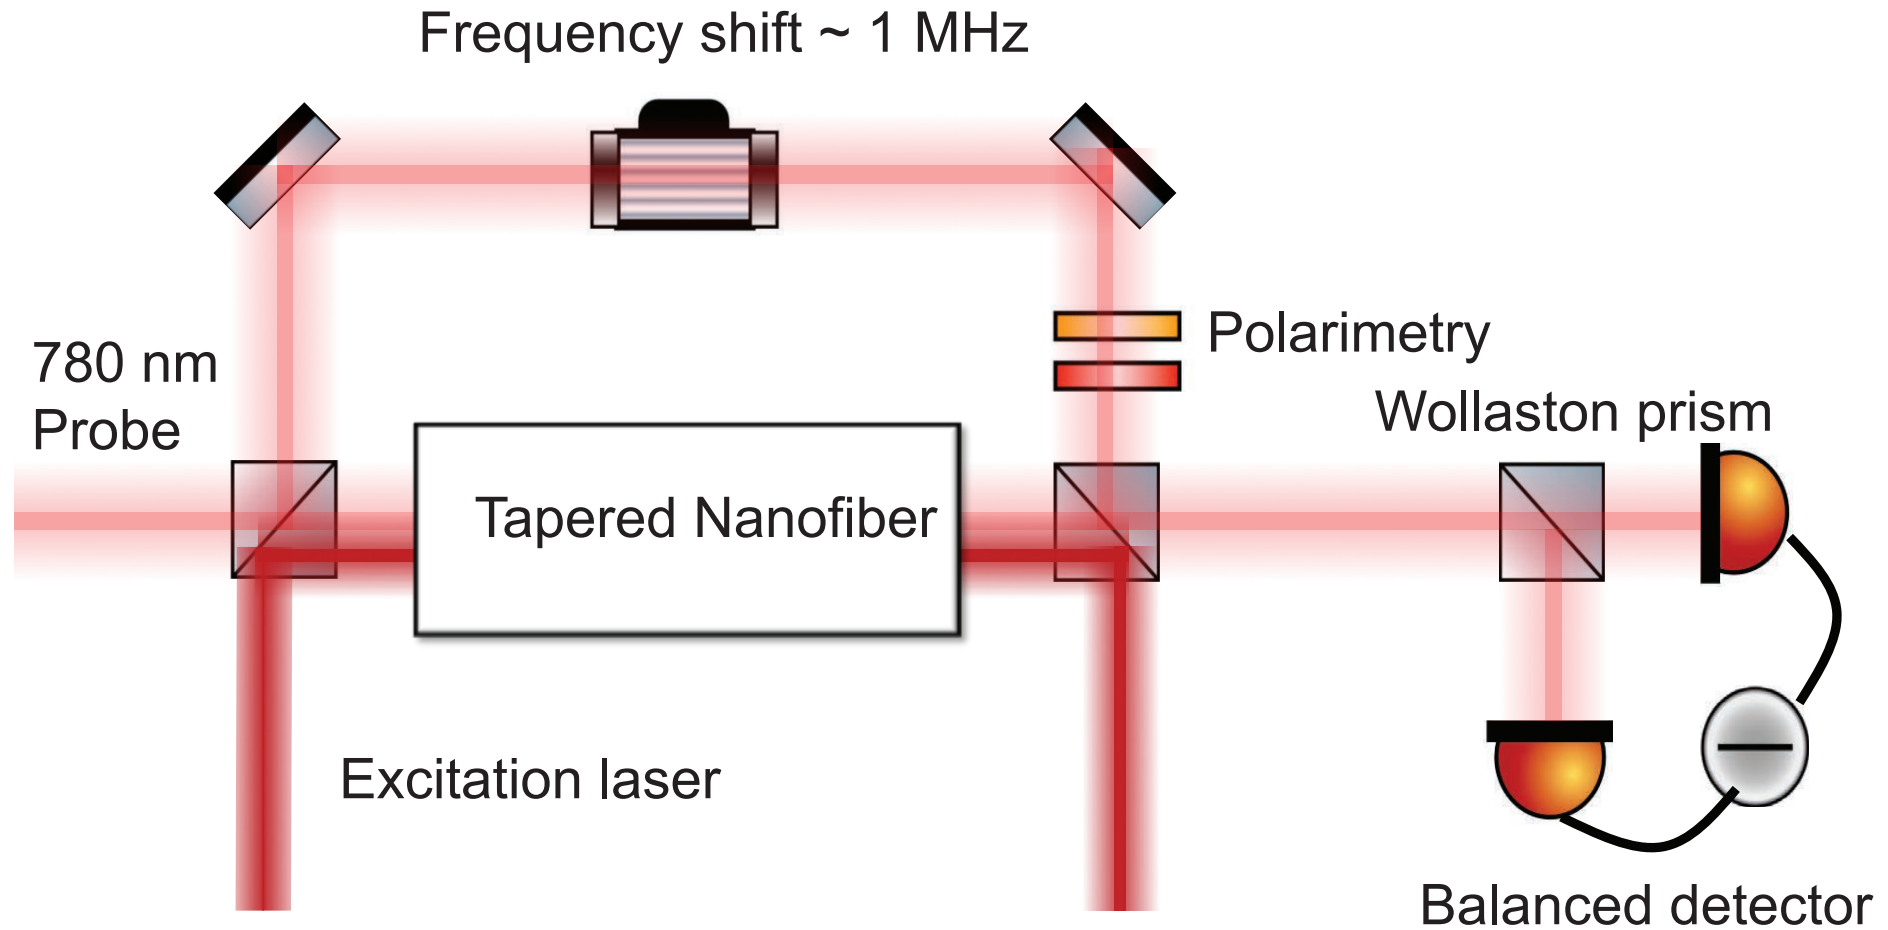 Frequency shift ~ 1 MHz
780 nm
Probe
Polarimetry
Wollaston prism
Tapered Nanofiber
Excitation laser
Balanced detector